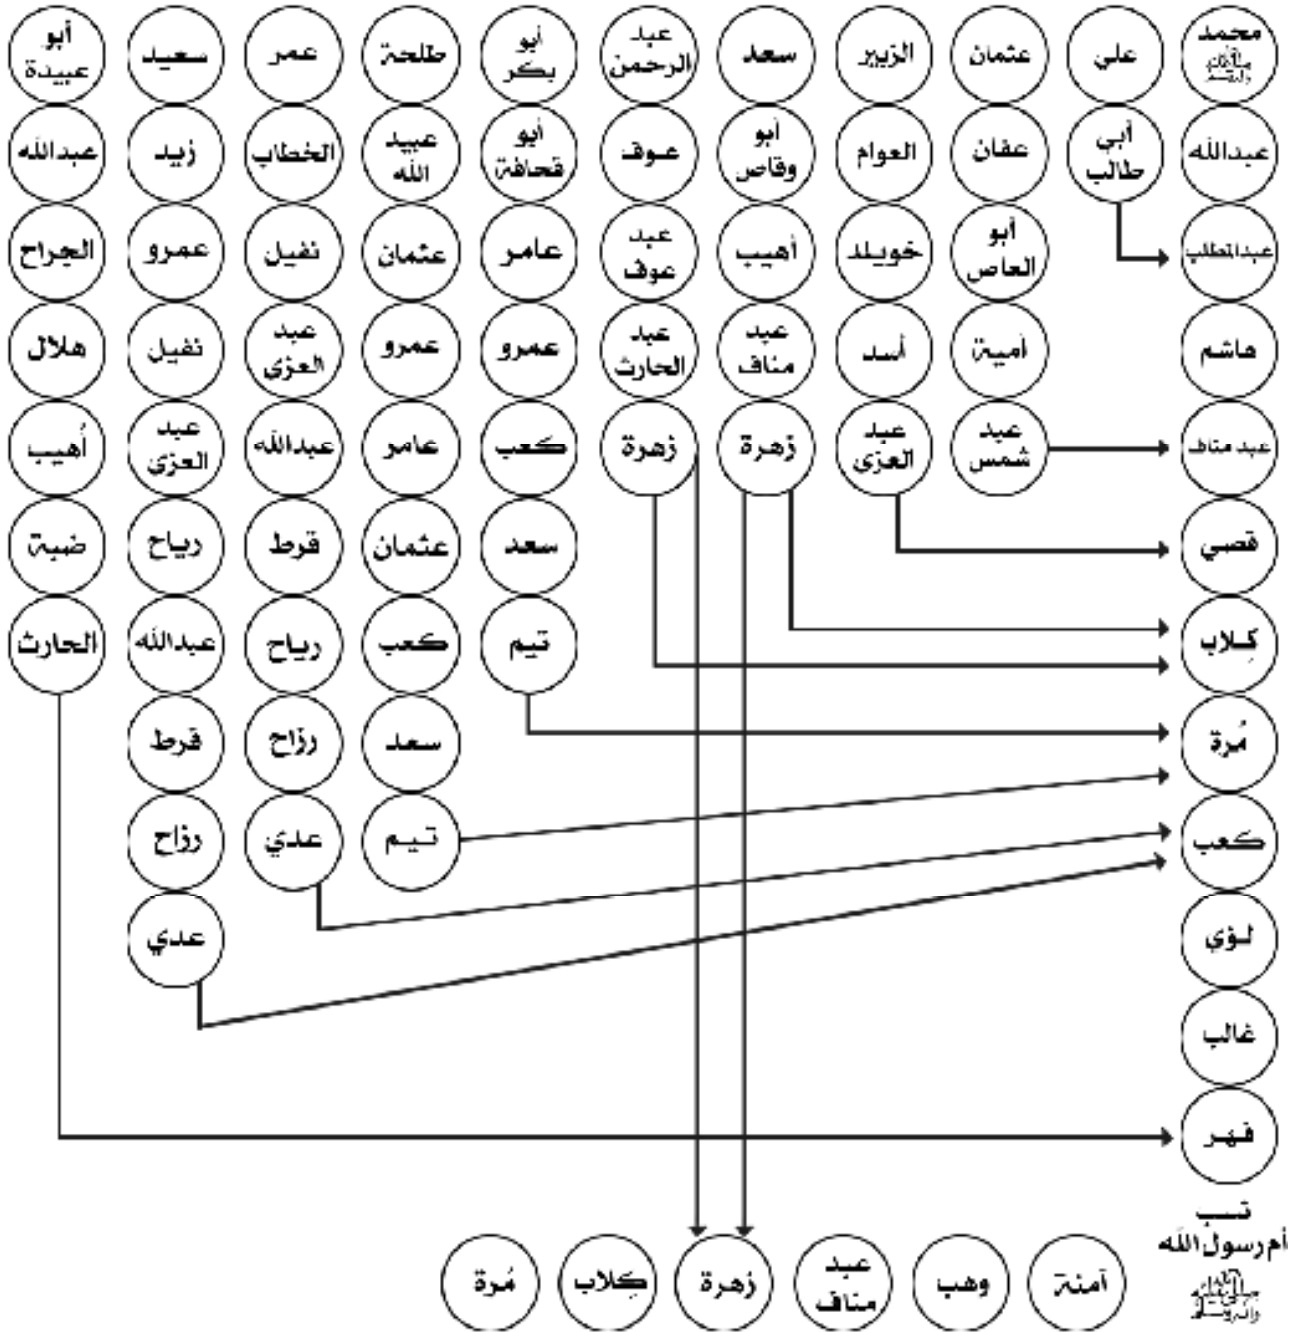 محمد
عبدالله
عبدالمطلب
هاشم
عبد مناف
قصي
كِلاب
مُرة
كعب
لؤي
غالب
فهر
علي
أبي
طالب
عثمان
عفان
أبو
العاص
أمية
عبد
شمس
الزبير
العوام
خويلد
أسد
عبد
العزى
سعد
أبو
وقاص
أهيب
عبد
مناف
زهرة
عبد
الرحمن
عوف
عبد
عوف
عبد
الحارث
زهرة
أبو
بكر
أبو
قحافة
عامر
عمرو
كعب
سعد
تيم
طلحة
عبيد
الله
عثمان
عمرو
عامر
عثمان
كعب
سعد
تيم
عمر
الخطاب
نفيل
عبد
العزى
عبدالله
قرط
رياح
رزاح
عدي
سعيد
زيد
عمرو
نفيل
عبد
العزى
رياح
عبدالله
قرط
رزاح
عدي
أبو
عبيدة
عبدالله
الجراح
هلال
أُهيب
ضبة
الحارث
نسب
أم رسول الله
آمنة
وهب
عبد
مناف
زهرة
كِلاب
مُرة